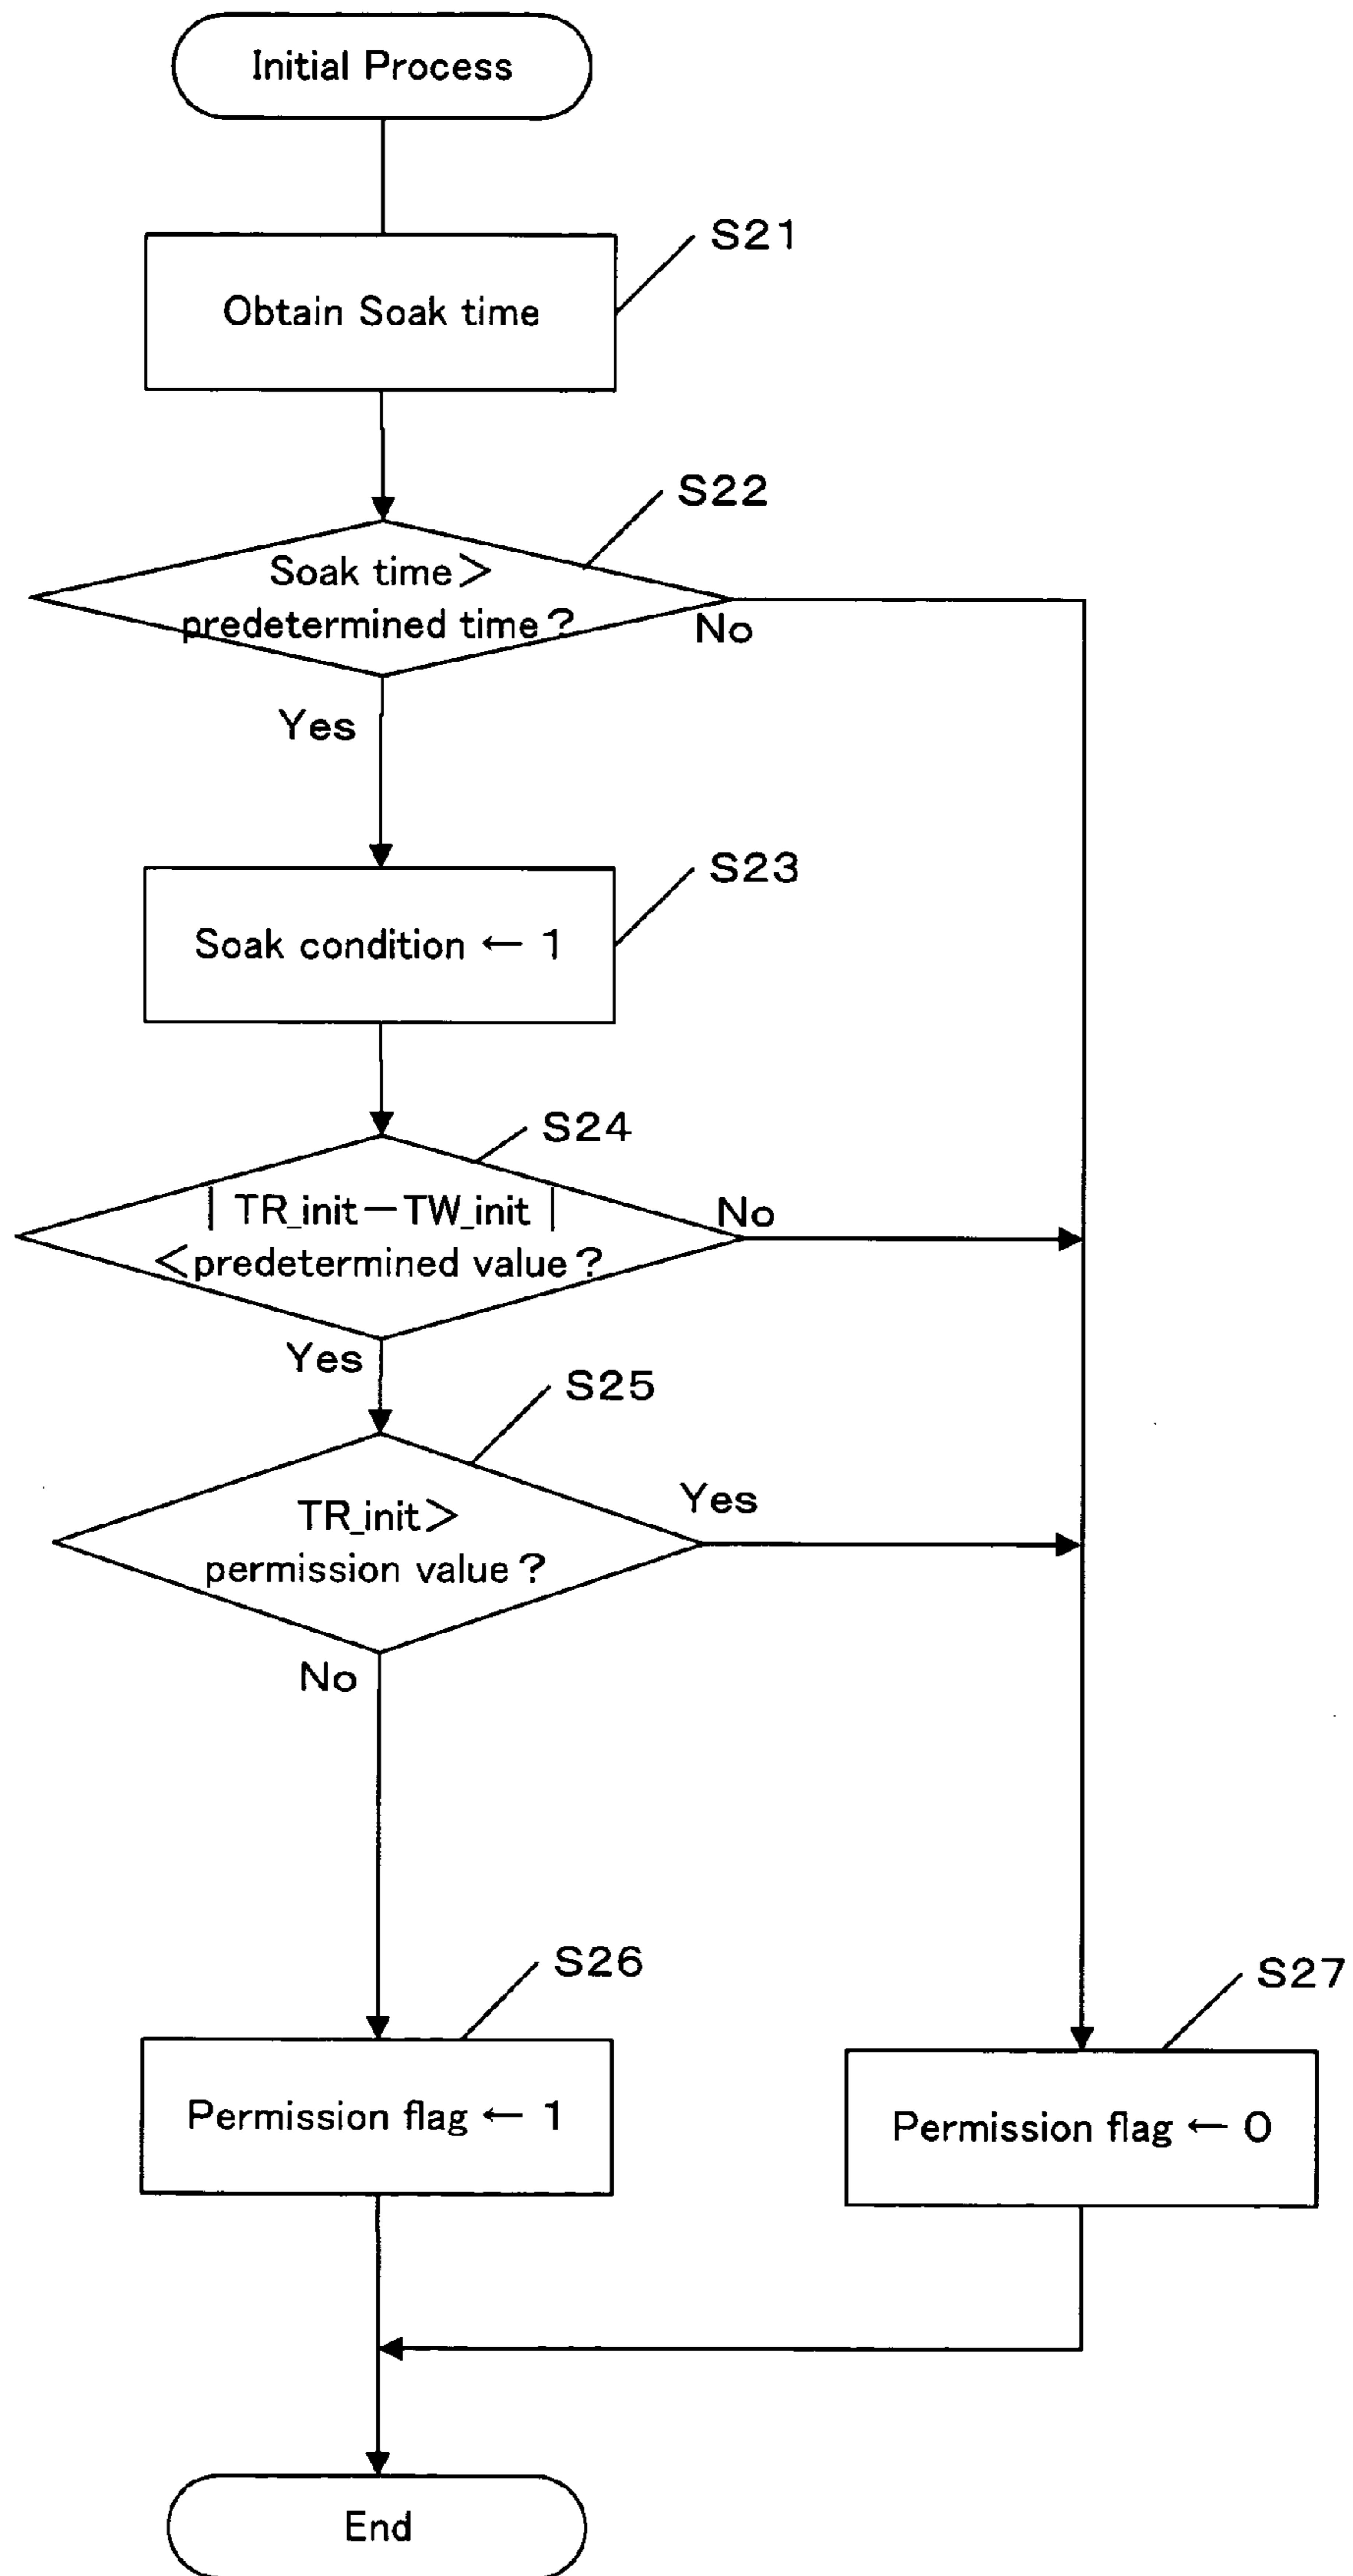 Initial Process
S21
Obtain Soak time
S22
Soak time>
predetermined time?
No
Yes
S23
Soak condition ← 1
S24
| TR_init－TW_init |
<predetermined value?
No
Yes
S25
TR_init>
permission value?
Yes
No
S26
Permission flag ← 1
S27
Permission flag ← 0
End